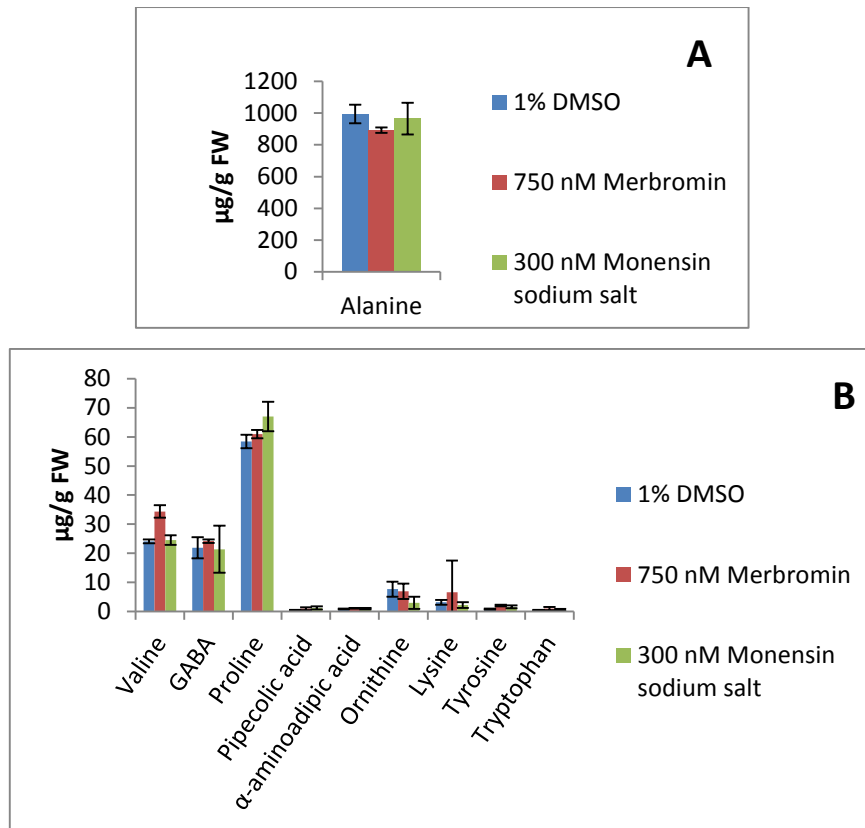 A
1200
1000
800
600
400
200
0
µg/g FW
Alanine
1% DMSO
750 nM Merbromin
300 nM Monensin
sodium salt
B
80
70
60
50
40
30
20
10
0
µg/g FW
Valine
GABA
Proline
Pipecolic acid
α-aminoadipic acid
Ornithine
Lysine
Tyrosine
Tryptophan
1% DMSO
750 nM Merbromin
300 nM Monensin
sodium salt